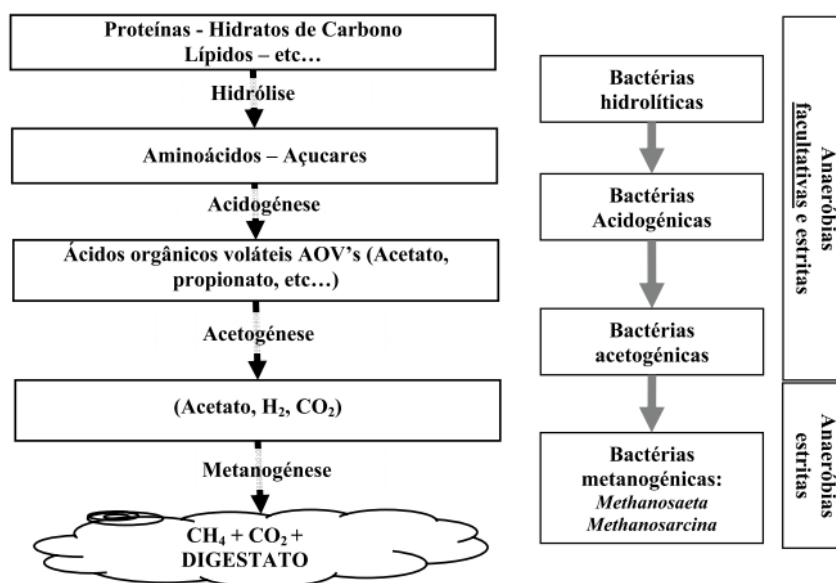 Proteínas - Hidratos de Carbono
Lípidos – etc…
Hidrólise
Aminoácidos – Açucares
Acidogénese
Ácidos orgânicos voláteis AOV's (Acetato,
propionato, etc…)
Acetogénese
(Acetato, H₂, CO₂)
Metanogénese
CH₄ + CO₂ +
DIGESTATO
Bactérias
hidrolíticas
Bactérias
Acidogénicas
Bactérias
acetogénicas
Bactérias
metanogénicas:
Methanosaeta
Methanosarcina
Anaeróbias
facultativas e estritas
Anaeróbias
estritas